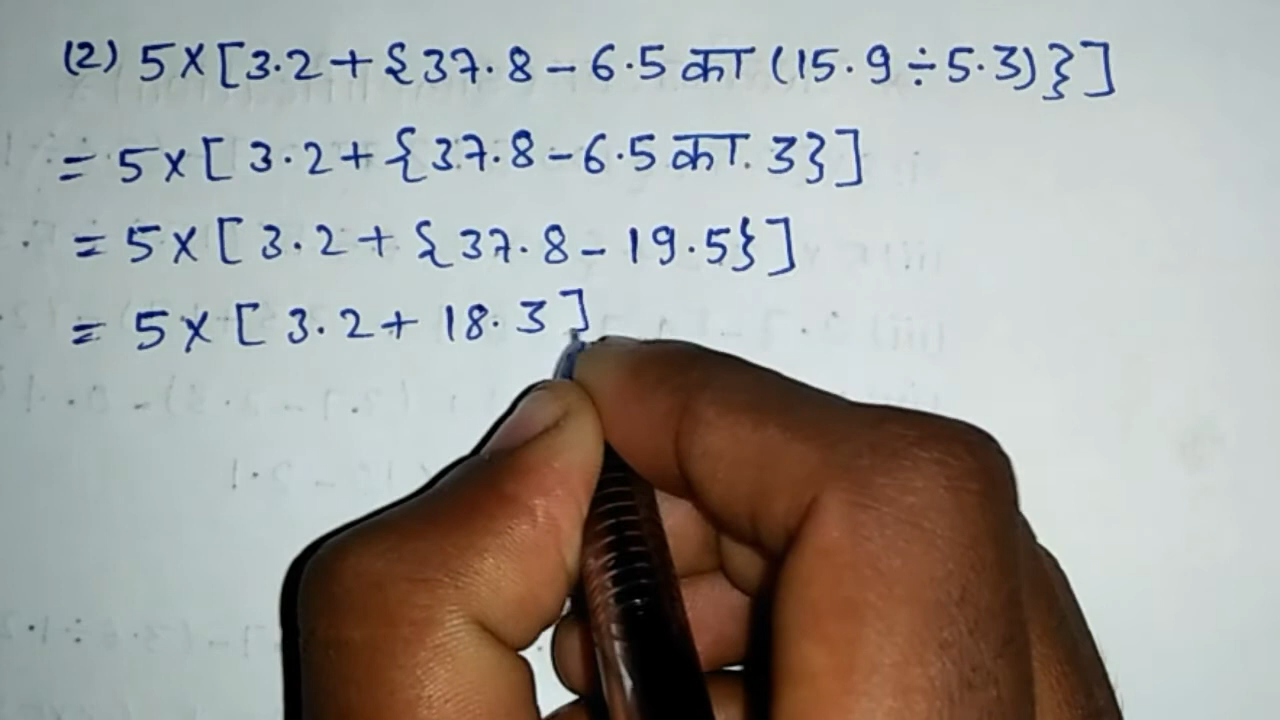 (2) 5×[3.2+{37.8-6.5 का (15.9÷5.3)}]
= 5×[3.2+{37.8-6.5 का. 3}]
= 5×[3.2+{37.8-19.5}]
= 5×[3.2+18.3]